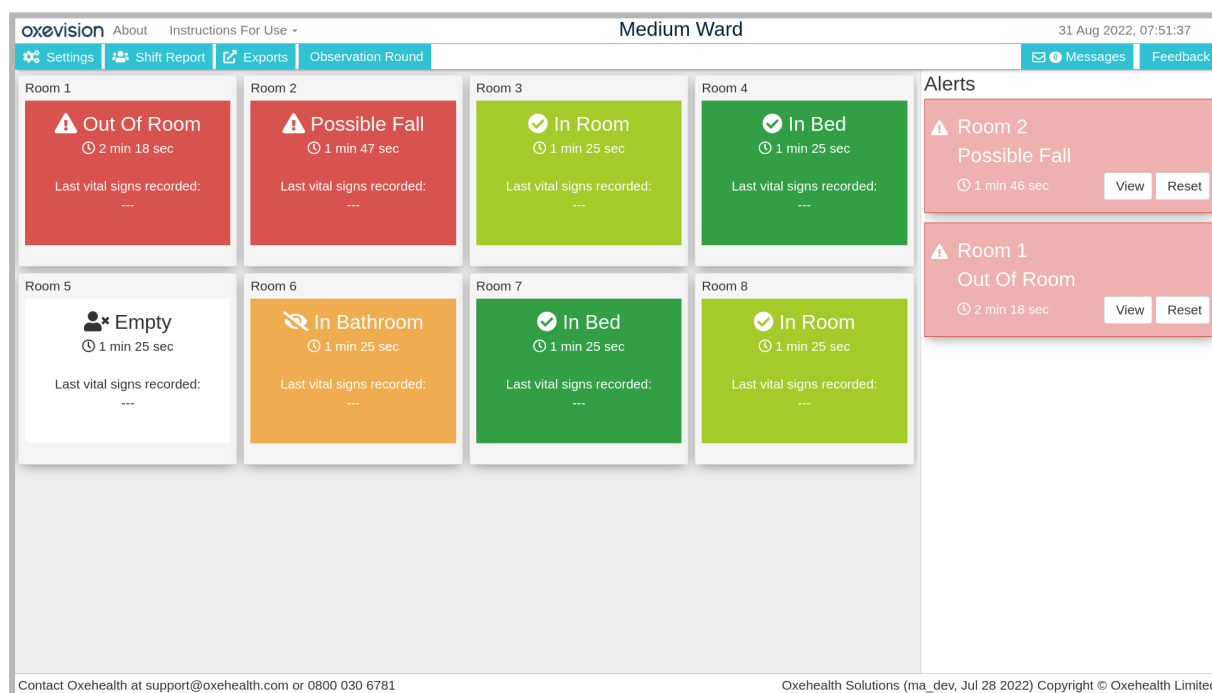 oxevision About Instructions For Use Medium Ward 31 Aug 2022, 07:51:37
Settings Shift Report Exports Observation Round 0 Messages Feedback
Room 1
Out Of Room
2 min 18 sec
Last vital signs recorded:
---
Room 2
Possible Fall
1 min 47 sec
Last vital signs recorded:
---
Room 3
In Room
1 min 25 sec
Last vital signs recorded:
---
Room 4
In Bed
1 min 25 sec
Last vital signs recorded:
---
Room 5
Empty
1 min 25 sec
Last vital signs recorded:
---
Room 6
In Bathroom
1 min 25 sec
Last vital signs recorded:
---
Room 7
In Bed
1 min 25 sec
Last vital signs recorded:
---
Room 8
In Room
1 min 25 sec
Last vital signs recorded:
---
Alerts
Room 2
Possible Fall
1 min 46 sec View Reset
Room 1
Out Of Room
2 min 18 sec View Reset
Contact Oxehealth at support@oxehealth.com or 0800 030 6781 Oxehealth Solutions (ma_dev, Jul 28 2022) Copyright © Oxehealth Limited